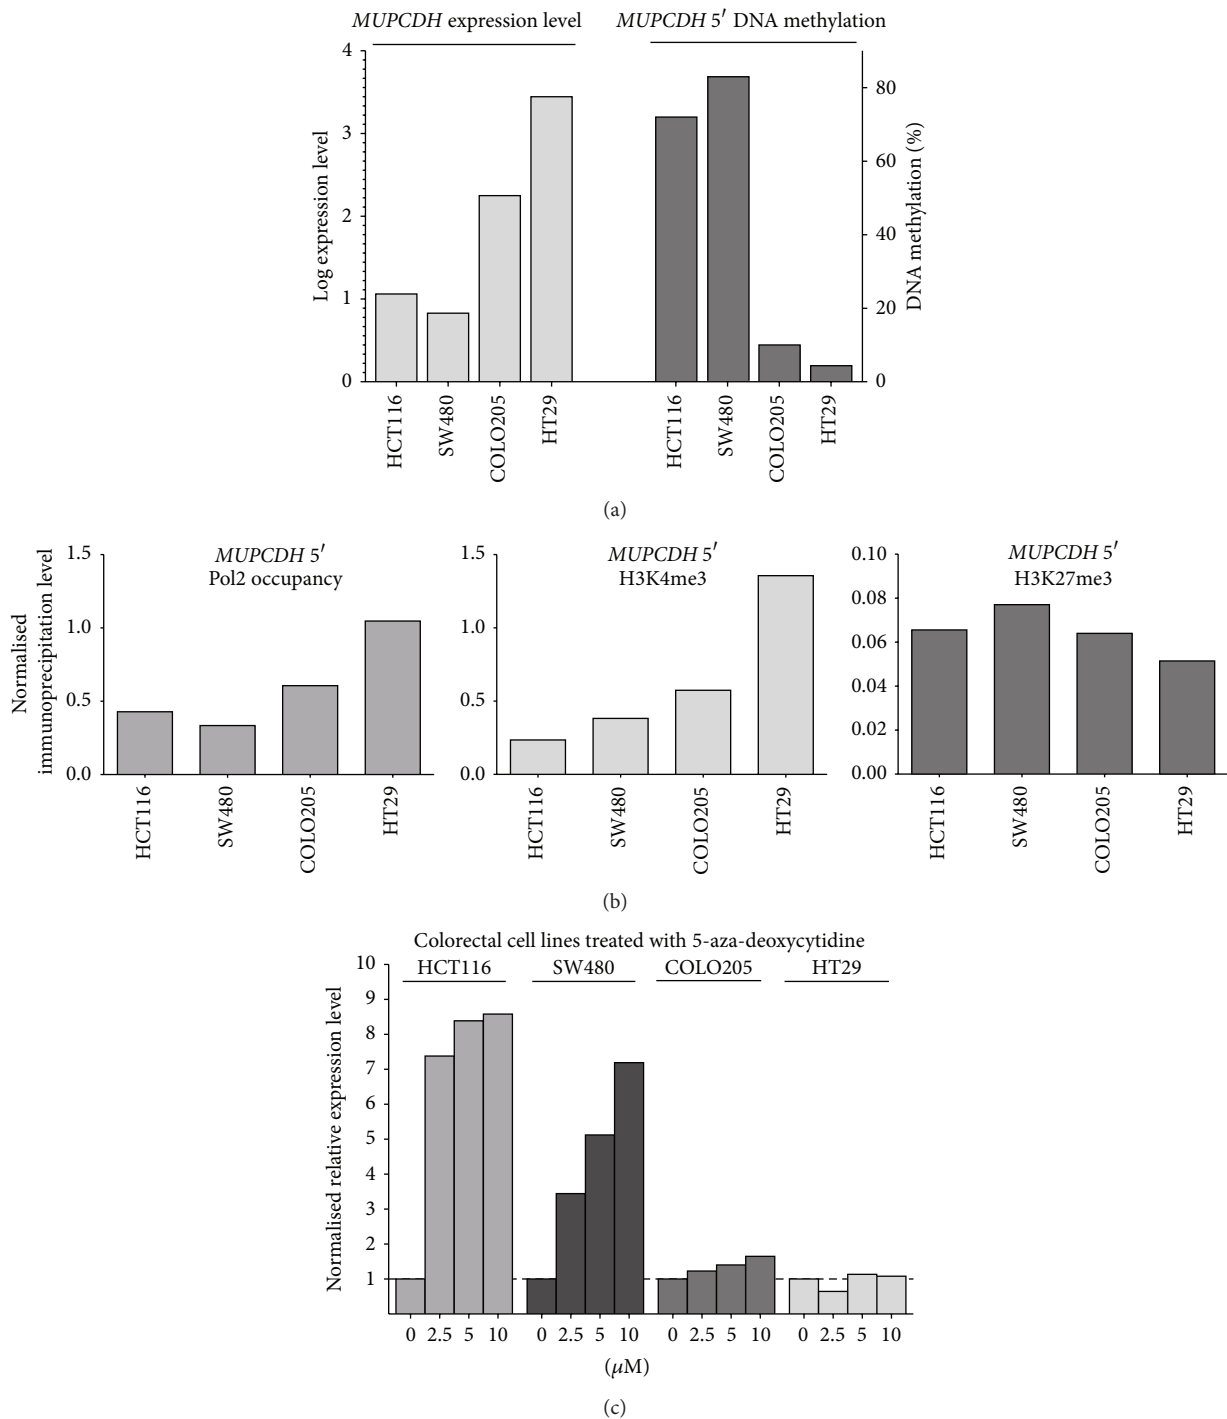 MUPCDH expression level
MUPCDH 5′ DNA methylation
Log expression level
4
3
2
1
0
80
60
40
20
0
DNA methylation (%)
HCT116
SW480
COLO205
HT29
HCT116
SW480
COLO205
HT29
(a)
Normalised
immunoprecipitation level
1.5
1.0
0.5
0.0
MUPCDH 5′
Pol2 occupancy
HCT116
SW480
COLO205
HT29
1.5
1.0
0.5
0.0
MUPCDH 5′
H3K4me3
HCT116
SW480
COLO205
HT29
0.10
0.08
0.06
0.04
0.02
0.00
MUPCDH 5′
H3K27me3
HCT116
SW480
COLO205
HT29
(b)
Colorectal cell lines treated with 5-aza-deoxycytidine
HCT116 SW480 COLO205 HT29
Normalised relative expression level
10
9
8
7
6
5
4
3
2
1
0 2.5 5 10 0 2.5 5 10 0 2.5 5 10 0 2.5 5 10
(μM)
(c)